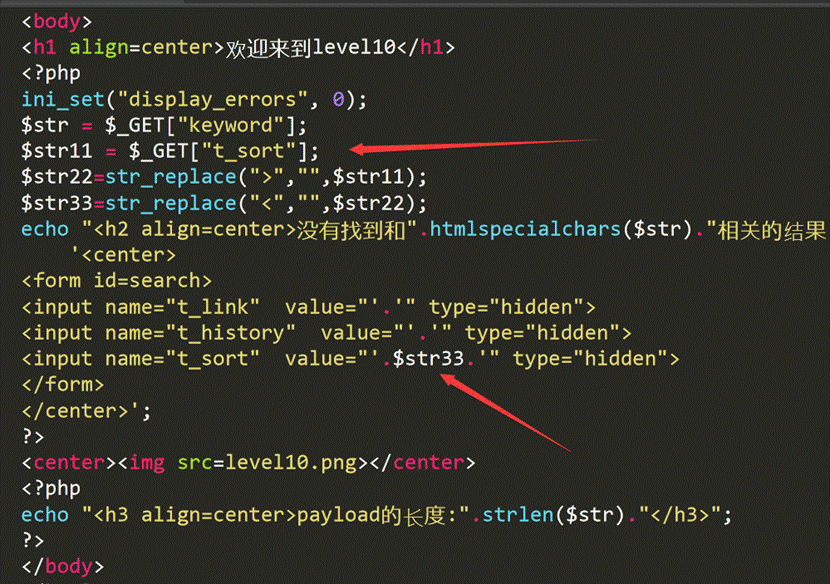 <body>
<h1 align=center>欢迎来到level10</h1>
<?php
ini_set("display_errors", 0);
$str = $_GET["keyword"];
$str11 = $_GET["t_sort"];
$str22=str_replace(">","",$str11);
$str33=str_replace("<","",$str22);
echo "<h2 align=center>没有找到和".htmlspecialchars($str)."相关的结果
'<center>
<form id=search>
<input name="t_link"  value="'.'" type="hidden">
<input name="t_history"  value="'.'" type="hidden">
<input name="t_sort"  value="'.$str33.'" type="hidden">
</form>
</center>';
?>
<center><img src=level10.png></center>
<?php
echo "<h3 align=center>payload的长度:".strlen($str)."</h3>";
?>
</body>